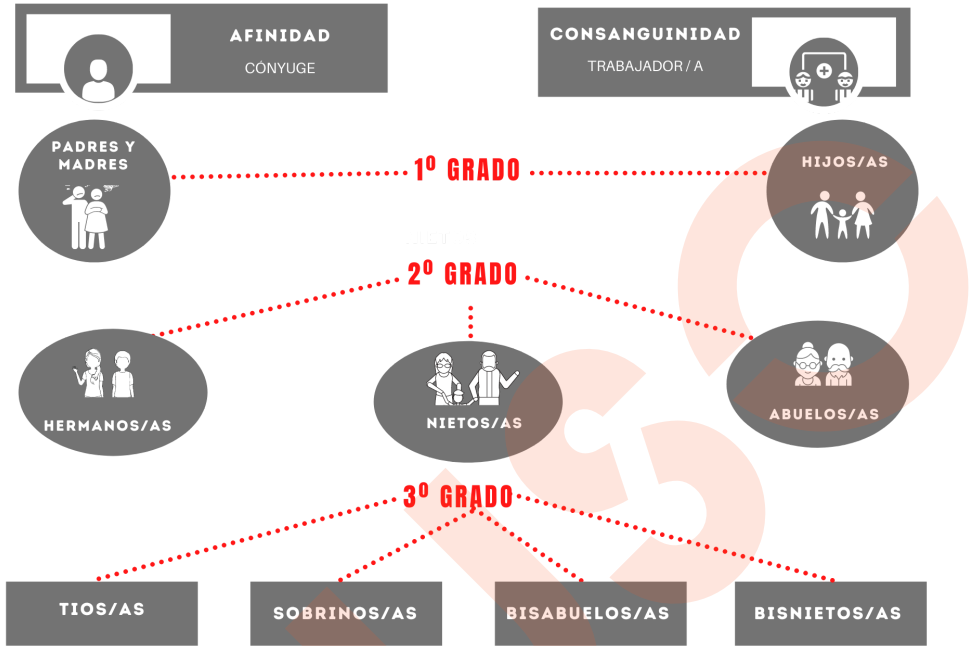 AFINIDAD
CÓNYUGE
CONSANGUINIDAD
TRABAJADOR / A
PADRES Y
MADRES
1º GRADO
HIJOS/AS
2º GRADO
HERMANOS/AS
NIETOS/AS
ABUELOS/AS
3º GRADO
TIOS/AS
SOBRINOS/AS
BISABUELOS/AS
BISNIETOS/AS